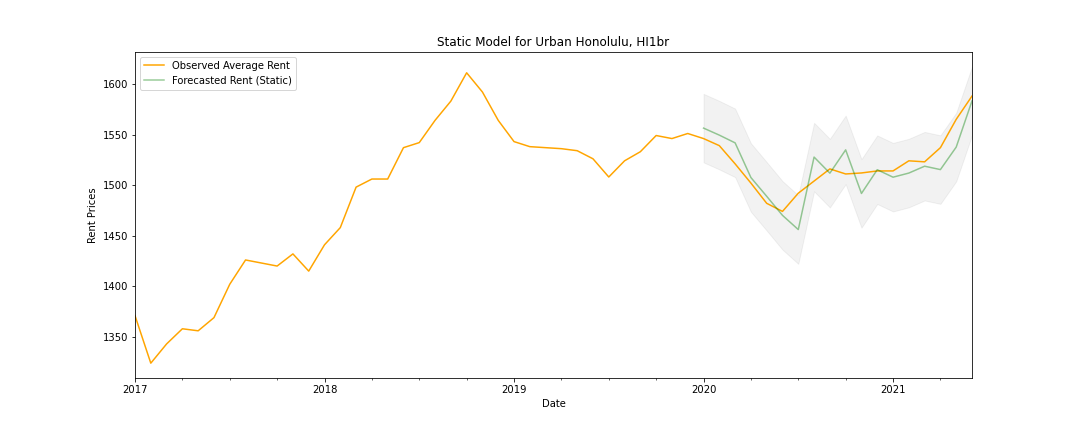 Static Model for Urban Honolulu, HI1br
Observed Average Rent
Forecasted Rent (Static)
1600
1550
1500
1450
1400
1350
Rent Prices
2017 2018 2019 2020 2021
Date